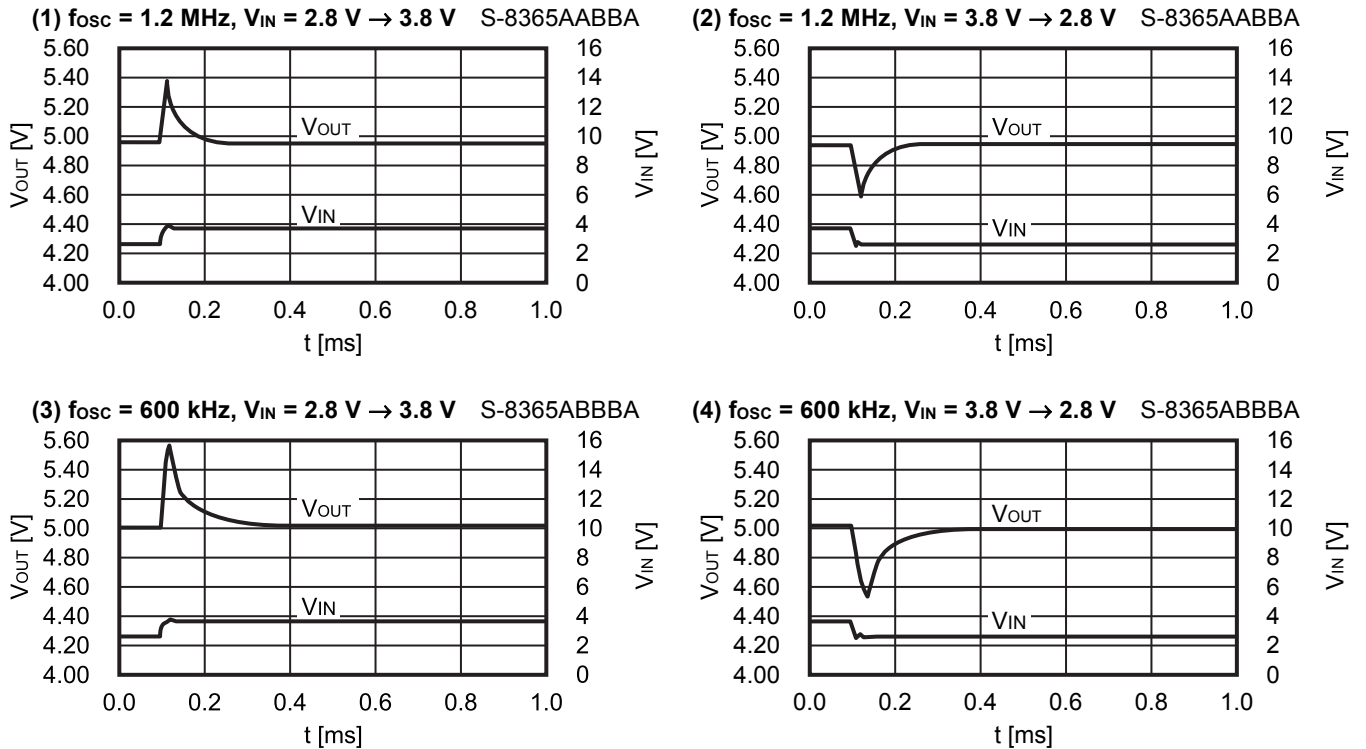 (1) fosc = 1.2 MHz, VIN = 2.8 V → 3.8 V S-8365AABBA
5.60
5.40
5.20
5.00
4.80
4.60
4.40
4.20
4.00
VOUT [V]
16
14
12
10
8
6
4
2
0
VIN [V]
VOUT
VIN
0.0 0.2 0.4 0.6 0.8 1.0
t [ms]
(2) fosc = 1.2 MHz, VIN = 3.8 V → 2.8 V S-8365AABBA
5.60
5.40
5.20
5.00
4.80
4.60
4.40
4.20
4.00
VOUT [V]
16
14
12
10
8
6
4
2
0
VIN [V]
VOUT
VIN
0.0 0.2 0.4 0.6 0.8 1.0
t [ms]
(3) fosc = 600 kHz, VIN = 2.8 V → 3.8 V S-8365ABBBA
5.60
5.40
5.20
5.00
4.80
4.60
4.40
4.20
4.00
VOUT [V]
16
14
12
10
8
6
4
2
0
VIN [V]
VOUT
VIN
0.0 0.2 0.4 0.6 0.8 1.0
t [ms]
(4) fosc = 600 kHz, VIN = 3.8 V → 2.8 V S-8365ABBBA
5.60
5.40
5.20
5.00
4.80
4.60
4.40
4.20
4.00
VOUT [V]
16
14
12
10
8
6
4
2
0
VIN [V]
VOUT
VIN
0.0 0.2 0.4 0.6 0.8 1.0
t [ms]